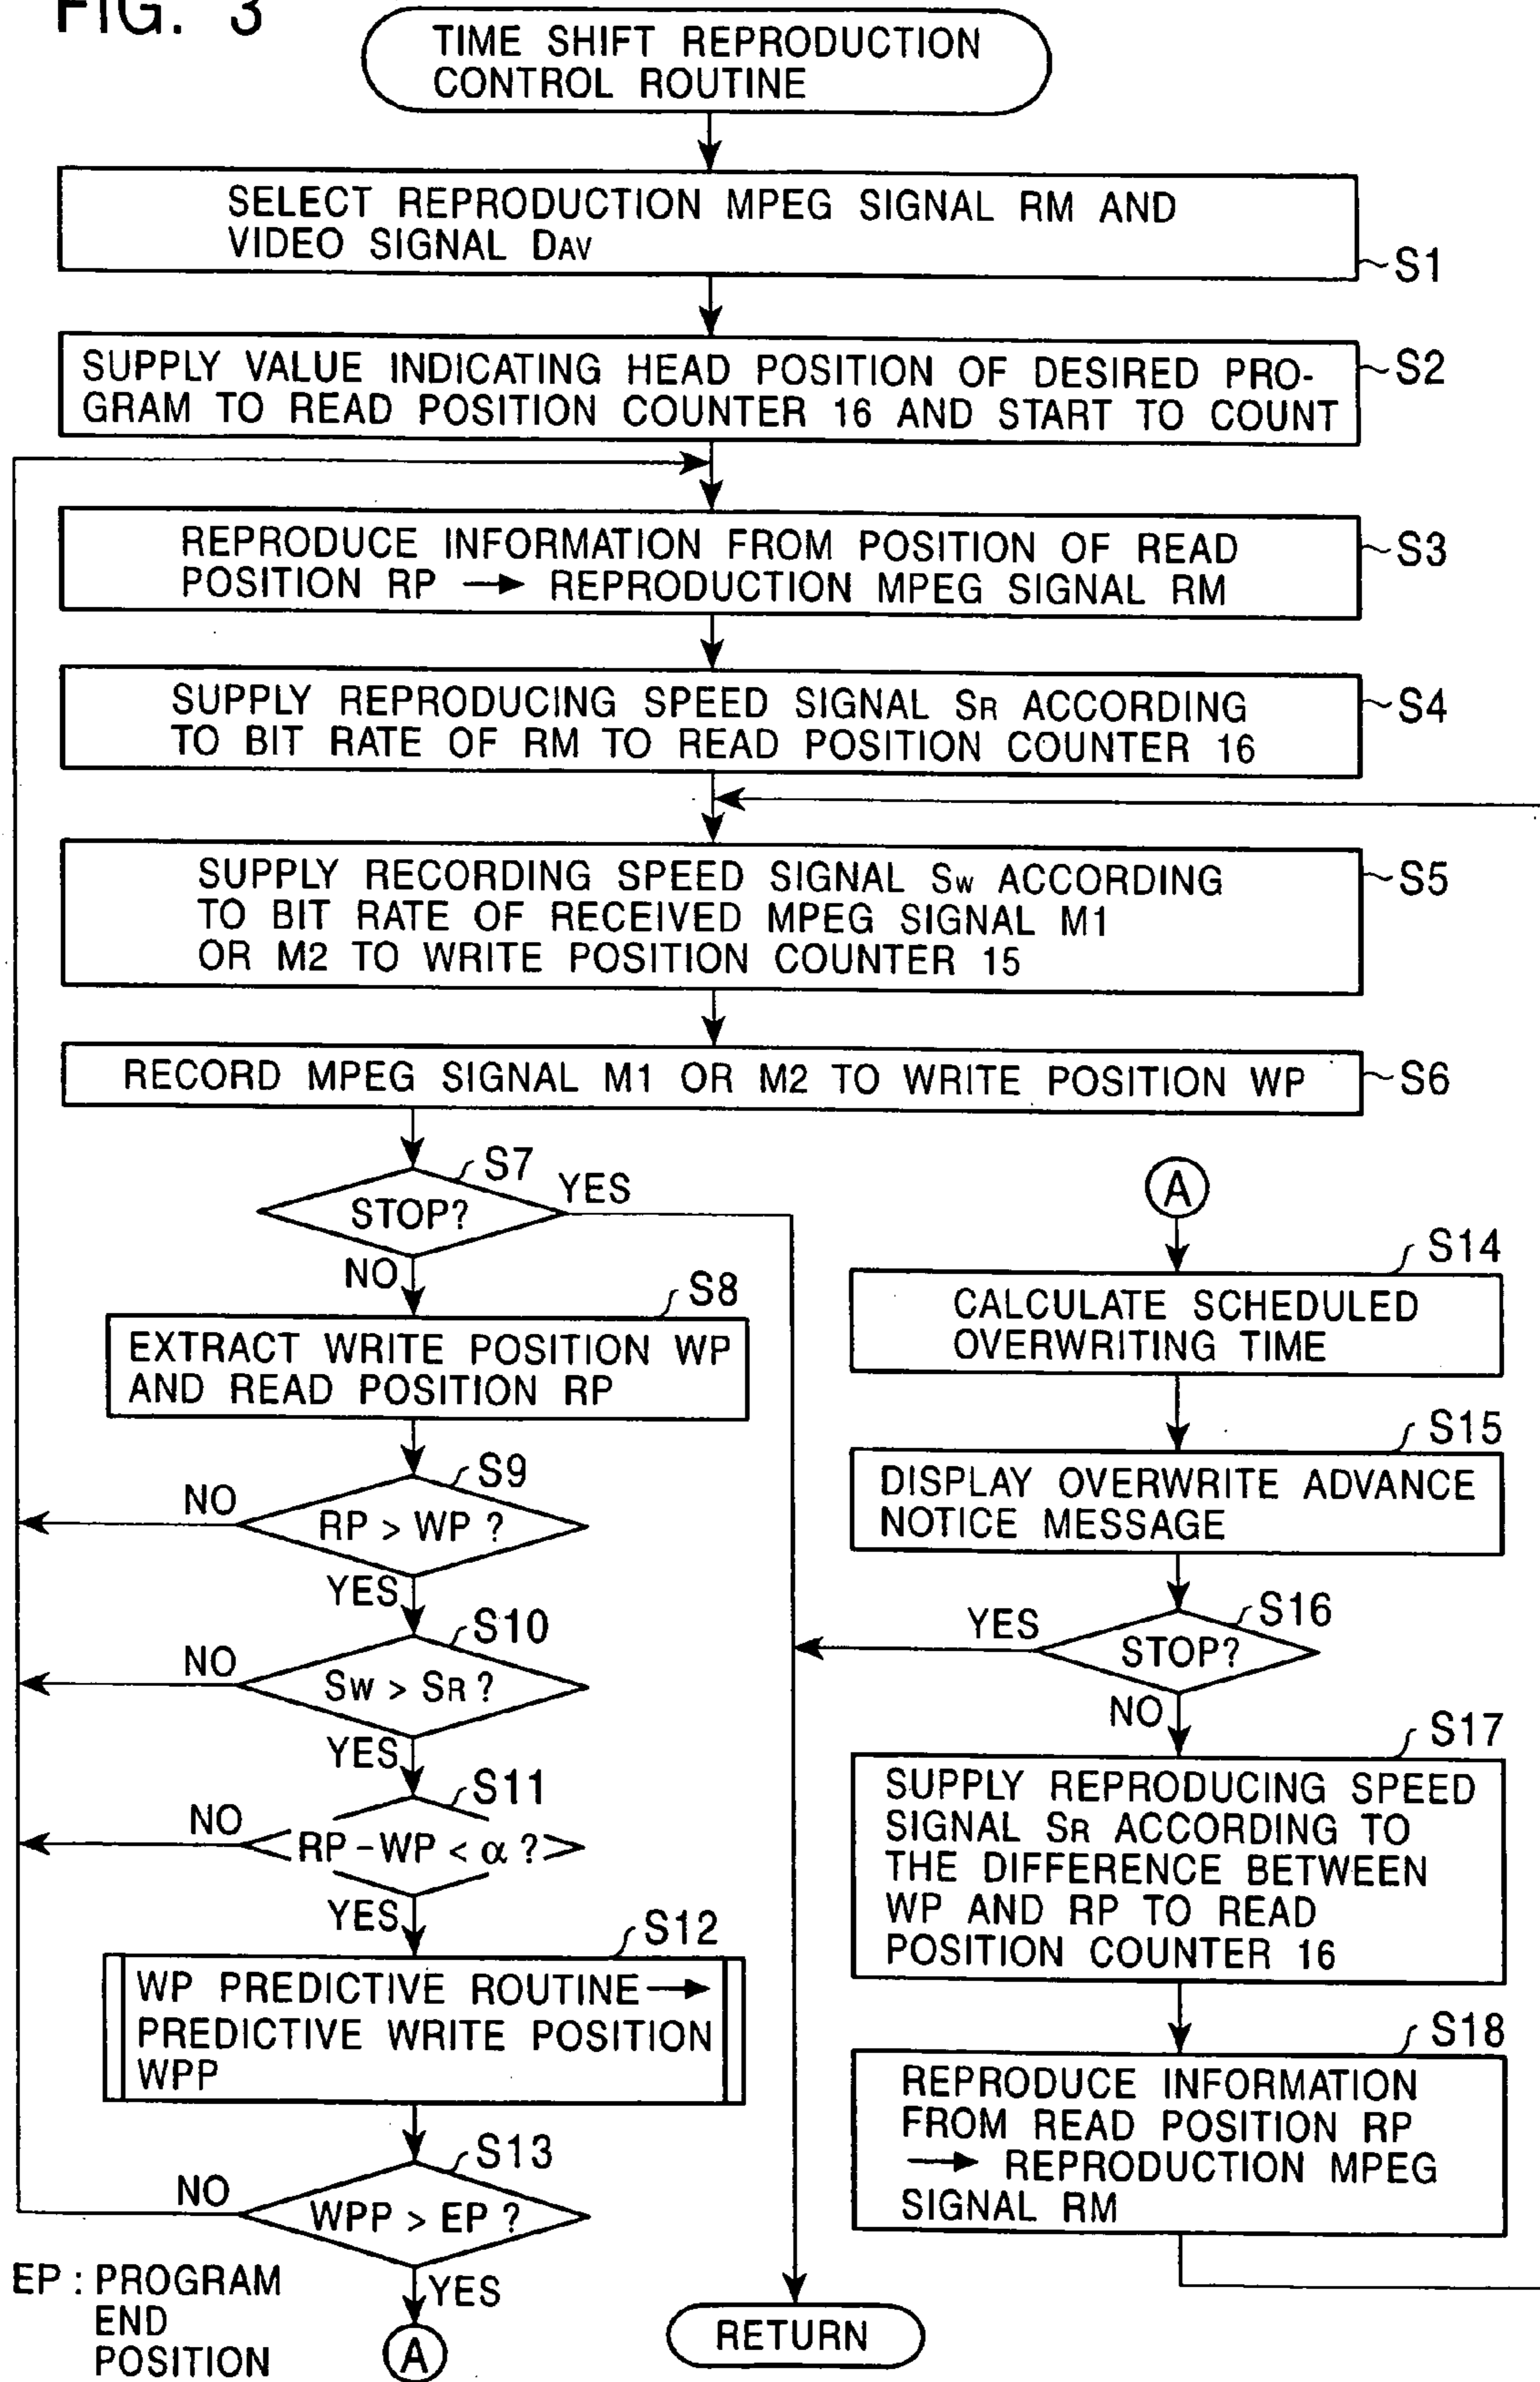 FIG. 3
TIME SHIFT REPRODUCTION
CONTROL ROUTINE
SELECT REPRODUCTION MPEG SIGNAL RM AND
VIDEO SIGNAL DAV
S1
SUPPLY VALUE INDICATING HEAD POSITION OF DESIRED PRO-
GRAM TO READ POSITION COUNTER 16 AND START TO COUNT
S2
REPRODUCE INFORMATION FROM POSITION OF READ
POSITION RP → REPRODUCTION MPEG SIGNAL RM
S3
SUPPLY REPRODUCING SPEED SIGNAL SR ACCORDING
TO BIT RATE OF RM TO READ POSITION COUNTER 16
S4
SUPPLY RECORDING SPEED SIGNAL SW ACCORDING
TO BIT RATE OF RECEIVED MPEG SIGNAL M1
OR M2 TO WRITE POSITION COUNTER 15
S5
RECORD MPEG SIGNAL M1 OR M2 TO WRITE POSITION WP
S6
S7
STOP?
YES
NO
S8
EXTRACT WRITE POSITION WP
AND READ POSITION RP
S9
RP > WP ?
NO
YES
S10
SW > SR ?
NO
YES
S11
RP - WP < α ?
NO
YES
S12
WP PREDICTIVE ROUTINE →
PREDICTIVE WRITE POSITION
WPP
S13
WPP > EP ?
NO
YES
A
EP : PROGRAM
END
POSITION
A
S14
CALCULATE SCHEDULED
OVERWRITING TIME
S15
DISPLAY OVERWRITE ADVANCE
NOTICE MESSAGE
S16
STOP?
YES
NO
S17
SUPPLY REPRODUCING SPEED
SIGNAL SR ACCORDING TO
THE DIFFERENCE BETWEEN
WP AND RP TO READ
POSITION COUNTER 16
S18
REPRODUCE INFORMATION
FROM READ POSITION RP
→ REPRODUCTION MPEG
SIGNAL RM
RETURN